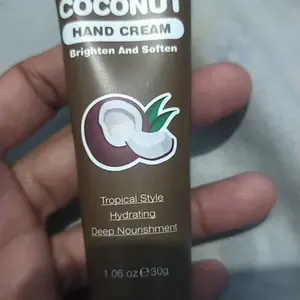 COCONUT
HAND CREAM
Brighten And Soften
Tropical Style
Hydrating
Deep Nourishment
1.06.oz℮30g